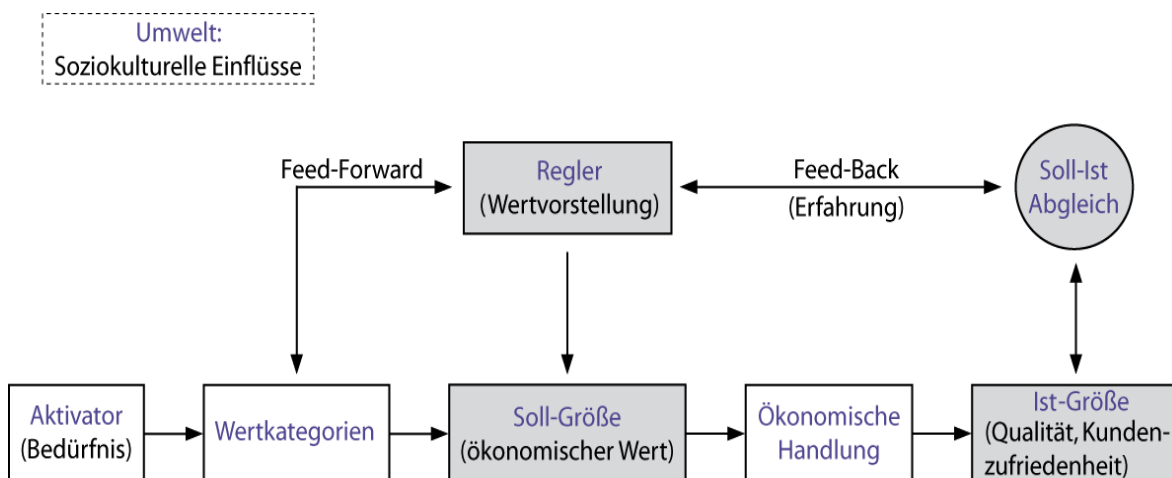 Umwelt:
Soziokulturelle Einflüsse
Feed-Forward
Regler
(Wertvorstellung)
Feed-Back
(Erfahrung)
Soll-Ist
Abgleich
Aktivator
(Bedürfnis)
Wertkategorien
Soll-Größe
(ökonomischer Wert)
Ökonomische
Handlung
Ist-Größe
(Qualität, Kunden-
zufriedenheit)